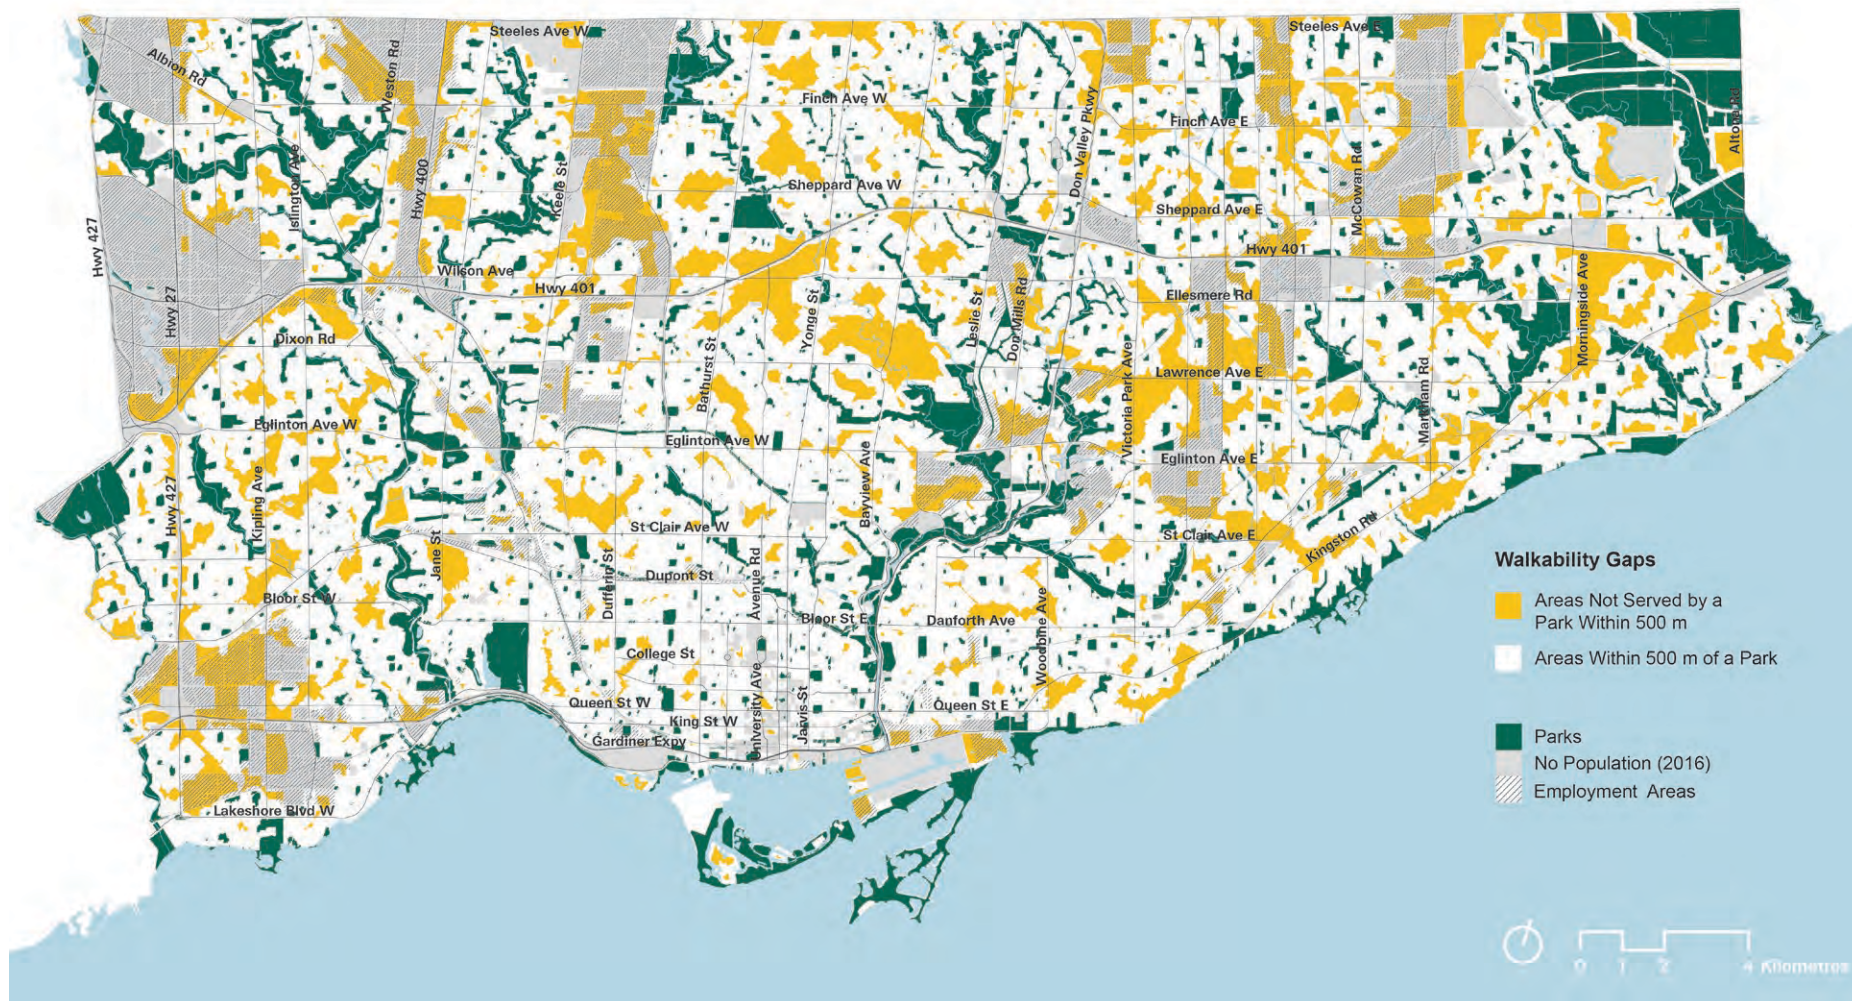 Steeles Ave W
Steeles Ave E
Albion Rd
Weston Rd
Finch Ave W
Finch Ave E
Don Valley Pkwy
Altona Rd
Islington Ave
Hwy 400
Keele St
Sheppard Ave W
Sheppard Ave E
McCowan Rd
Hwy 427
Hwy 401
Wilson Ave
Hwy 401
Hwy 27
Ellesmere Rd
Morningside Ave
Dixon Rd
Yonge St
Leslie St
Don Mills Rd
Bathurst St
Victoria Park Ave
Lawrence Ave E
Markham Rd
Eglinton Ave W
Eglinton Ave W
Eglinton Ave E
Hwy 427
Kipling Ave
Bayview Ave
St Clair Ave W
St Clair Ave E
Kingston Rd
Jane St
Dufferin St
Dupont St
Avenue Rd
Bloor St W
Bloor St E
Danforth Ave
Woodbine Ave
College St
University Ave
Jarvis St
Queen St W
Queen St E
King St W
Gardiner Expy
Lakeshore Blvd W
Walkability Gaps
Areas Not Served by a
Park Within 500 m
Areas Within 500 m of a Park
Parks
No Population (2016)
Employment Areas
0 1 2 4 Kilometres